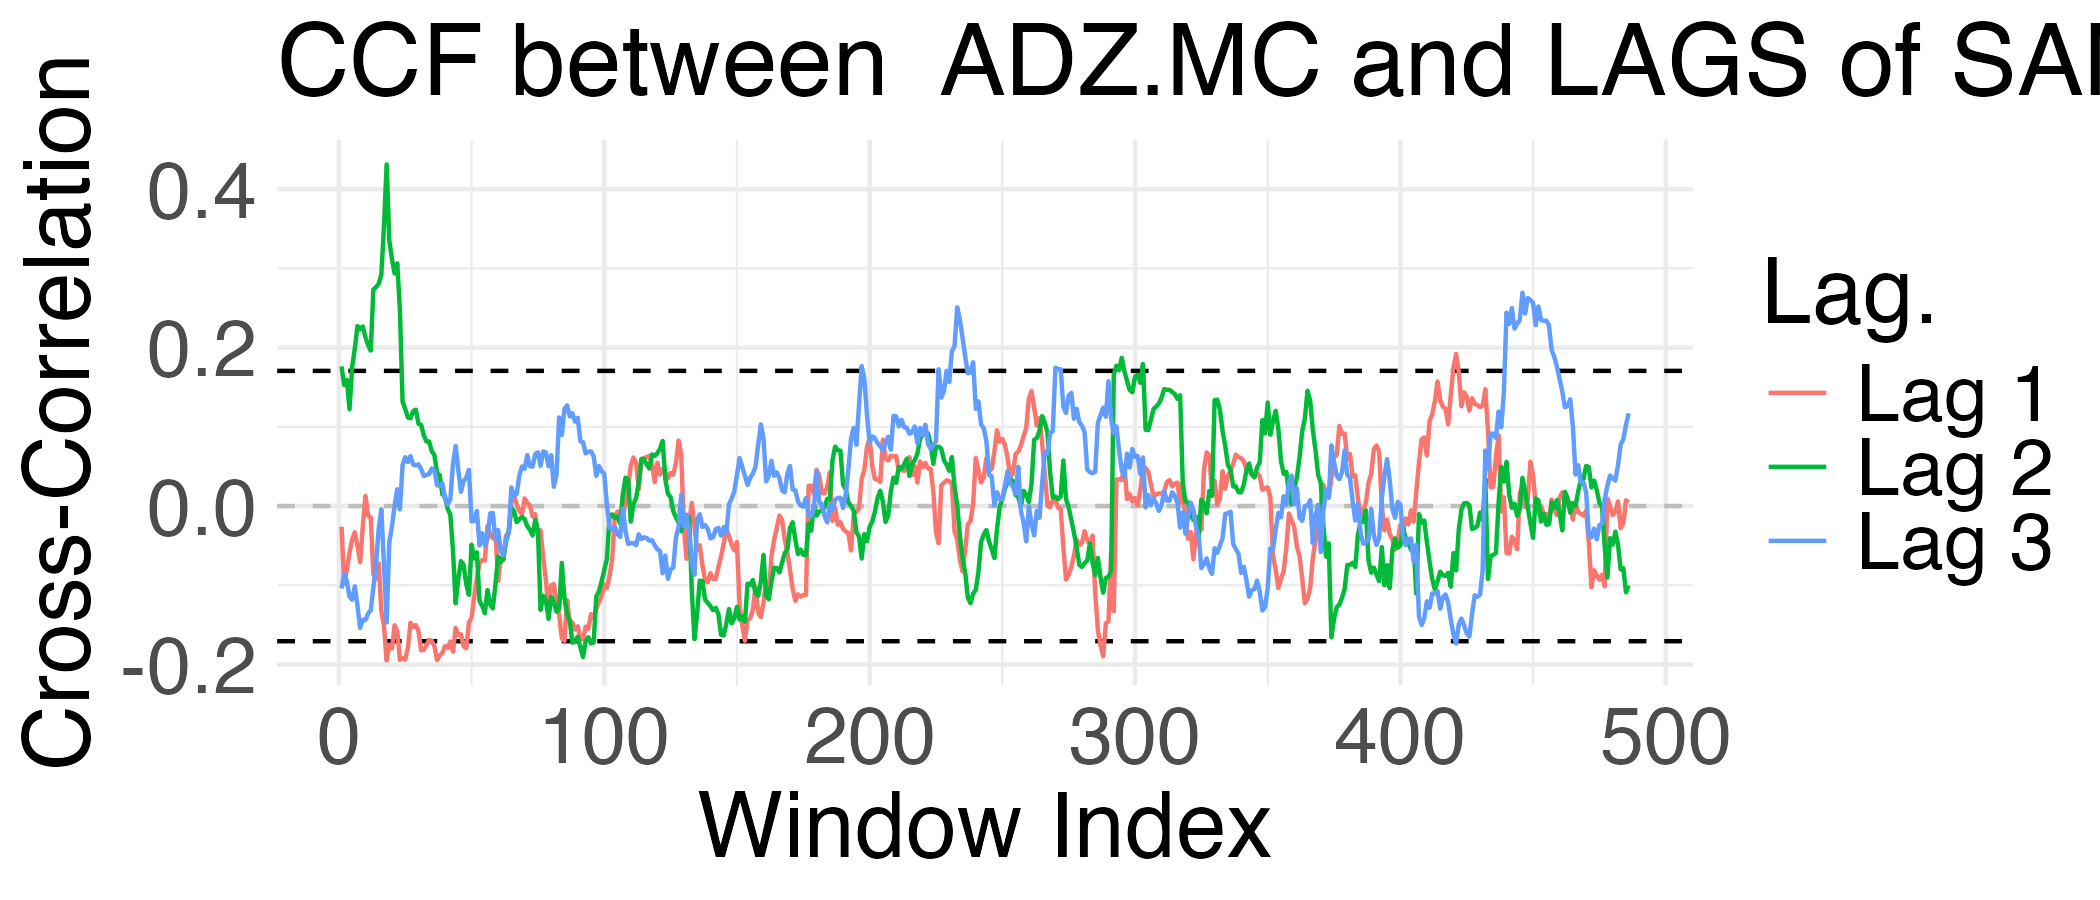 CCF between  ADZ.MC and LAGS of SA
Cross-Correlation
0.4
0.2
0.0
-0.2
0
100
200
300
400
500
Window Index
Lag.
Lag 1
Lag 2
Lag 3